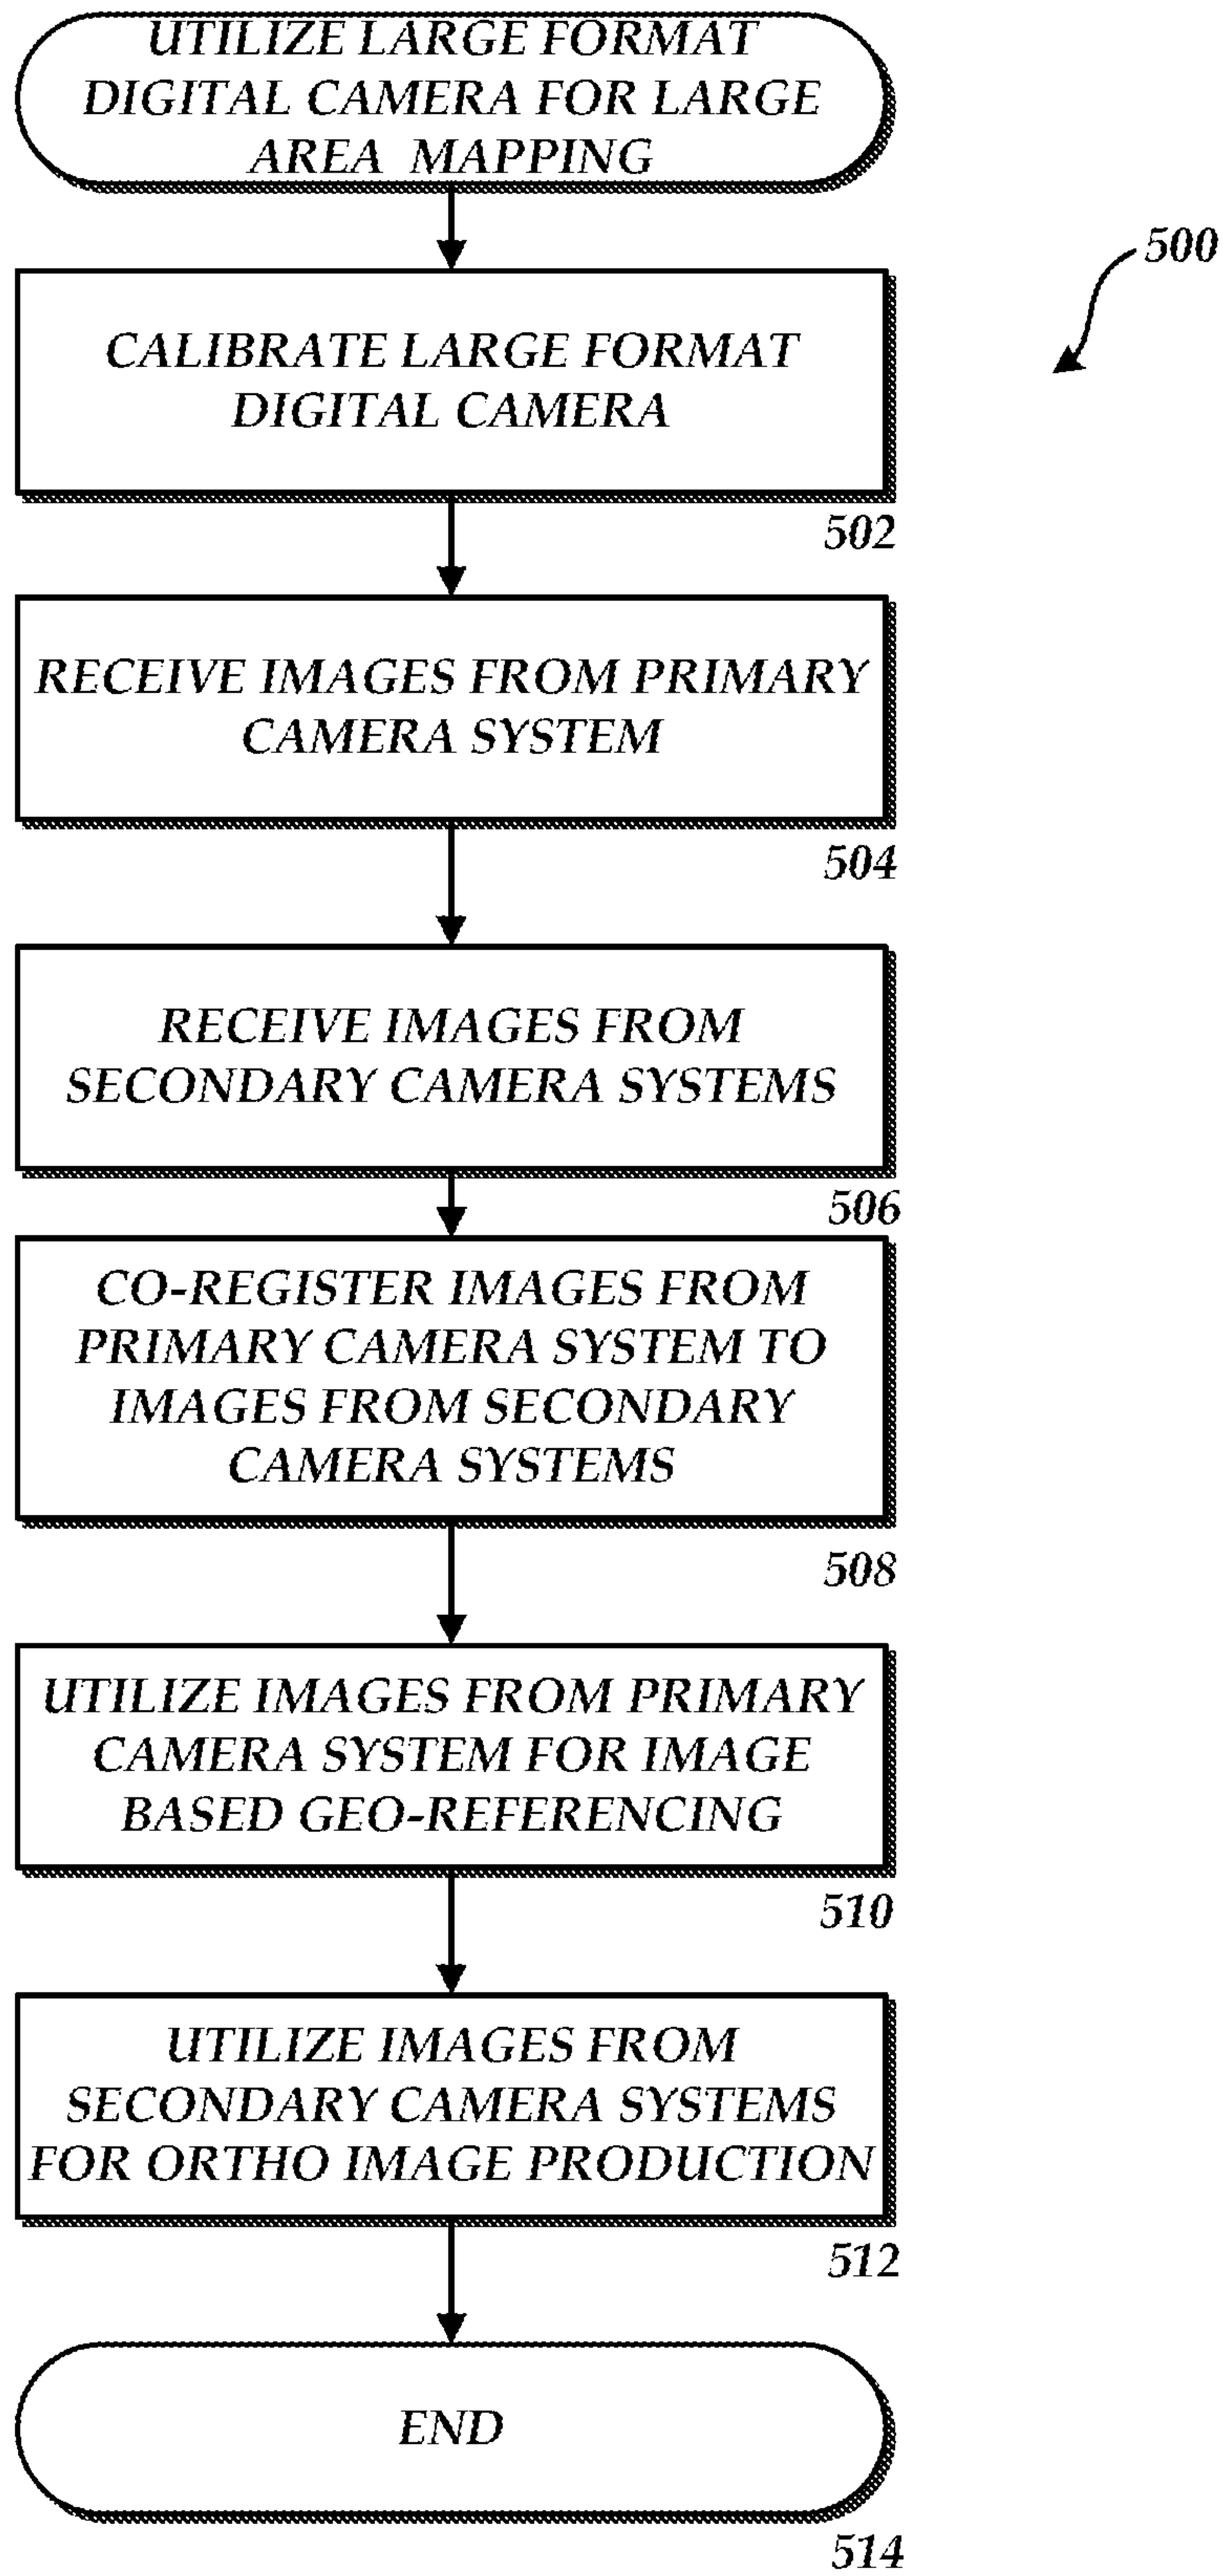 UTILIZE LARGE FORMAT
DIGITAL CAMERA FOR LARGE
AREA MAPPING
500
CALIBRATE LARGE FORMAT
DIGITAL CAMERA
502
RECEIVE IMAGES FROM PRIMARY
CAMERA SYSTEM
504
RECEIVE IMAGES FROM
SECONDARY CAMERA SYSTEMS
506
CO-REGISTER IMAGES FROM
PRIMARY CAMERA SYSTEM TO
IMAGES FROM SECONDARY
CAMERA SYSTEMS
508
UTILIZE IMAGES FROM PRIMARY
CAMERA SYSTEM FOR IMAGE
BASED GEO-REFERENCING
510
UTILIZE IMAGES FROM
SECONDARY CAMERA SYSTEMS
FOR ORTHO IMAGE PRODUCTION
512
END
514